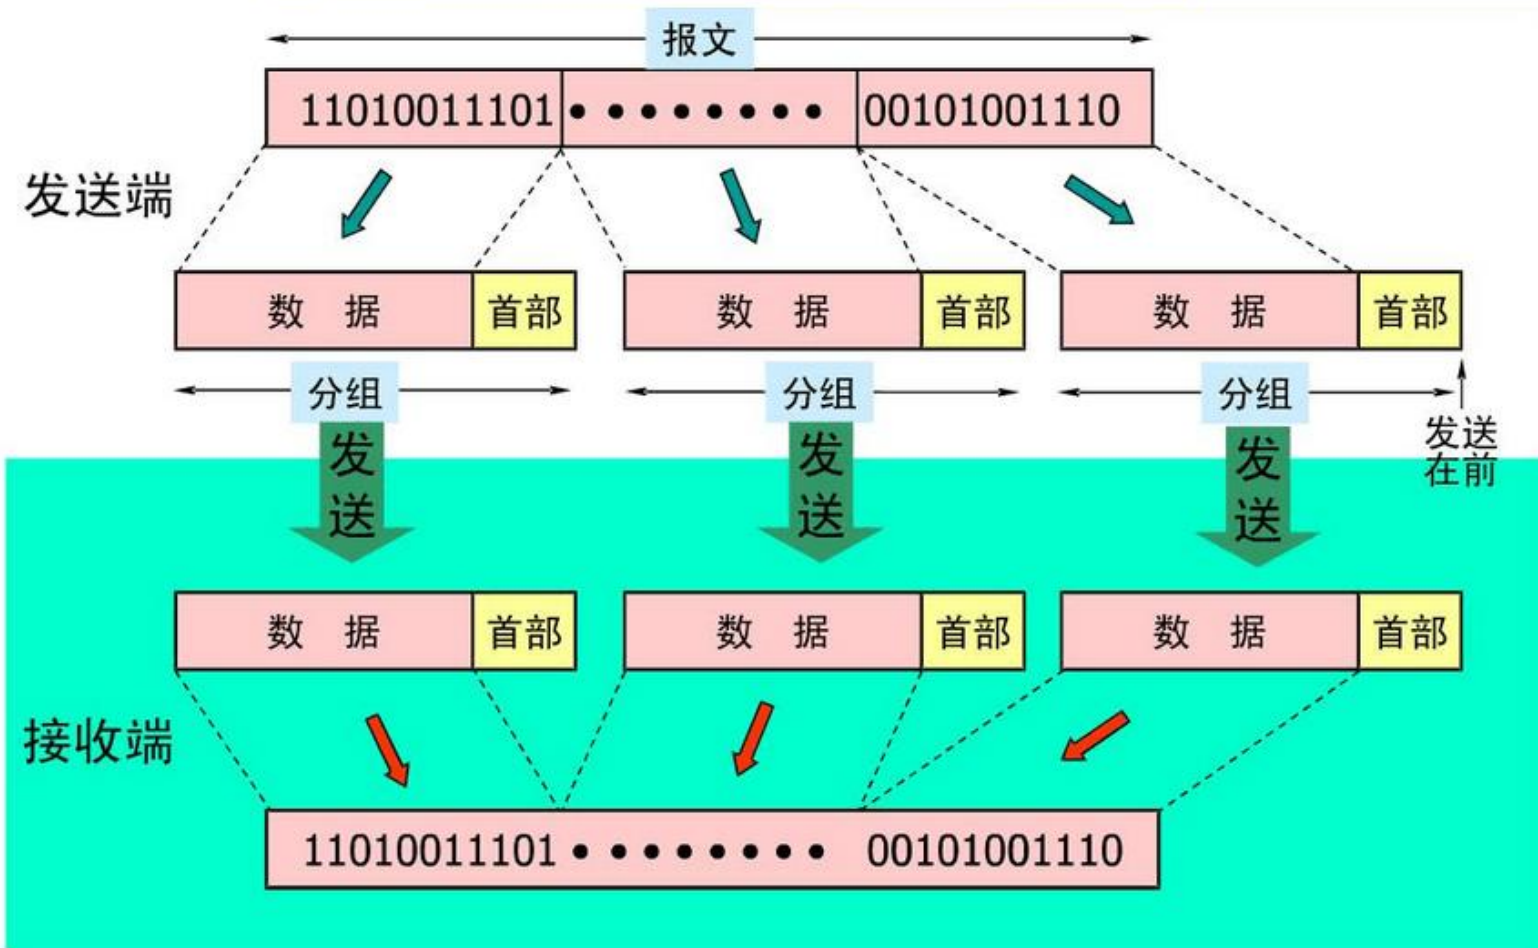 报文
11010011101 • • • • • • • • 00101001110
发送端
数 据 首部 数 据 首部 数 据 首部
分组 分组 分组
发送 发送 发送
发送
在前
数 据 首部 数 据 首部 数 据 首部
接收端
11010011101 • • • • • • • • 00101001110